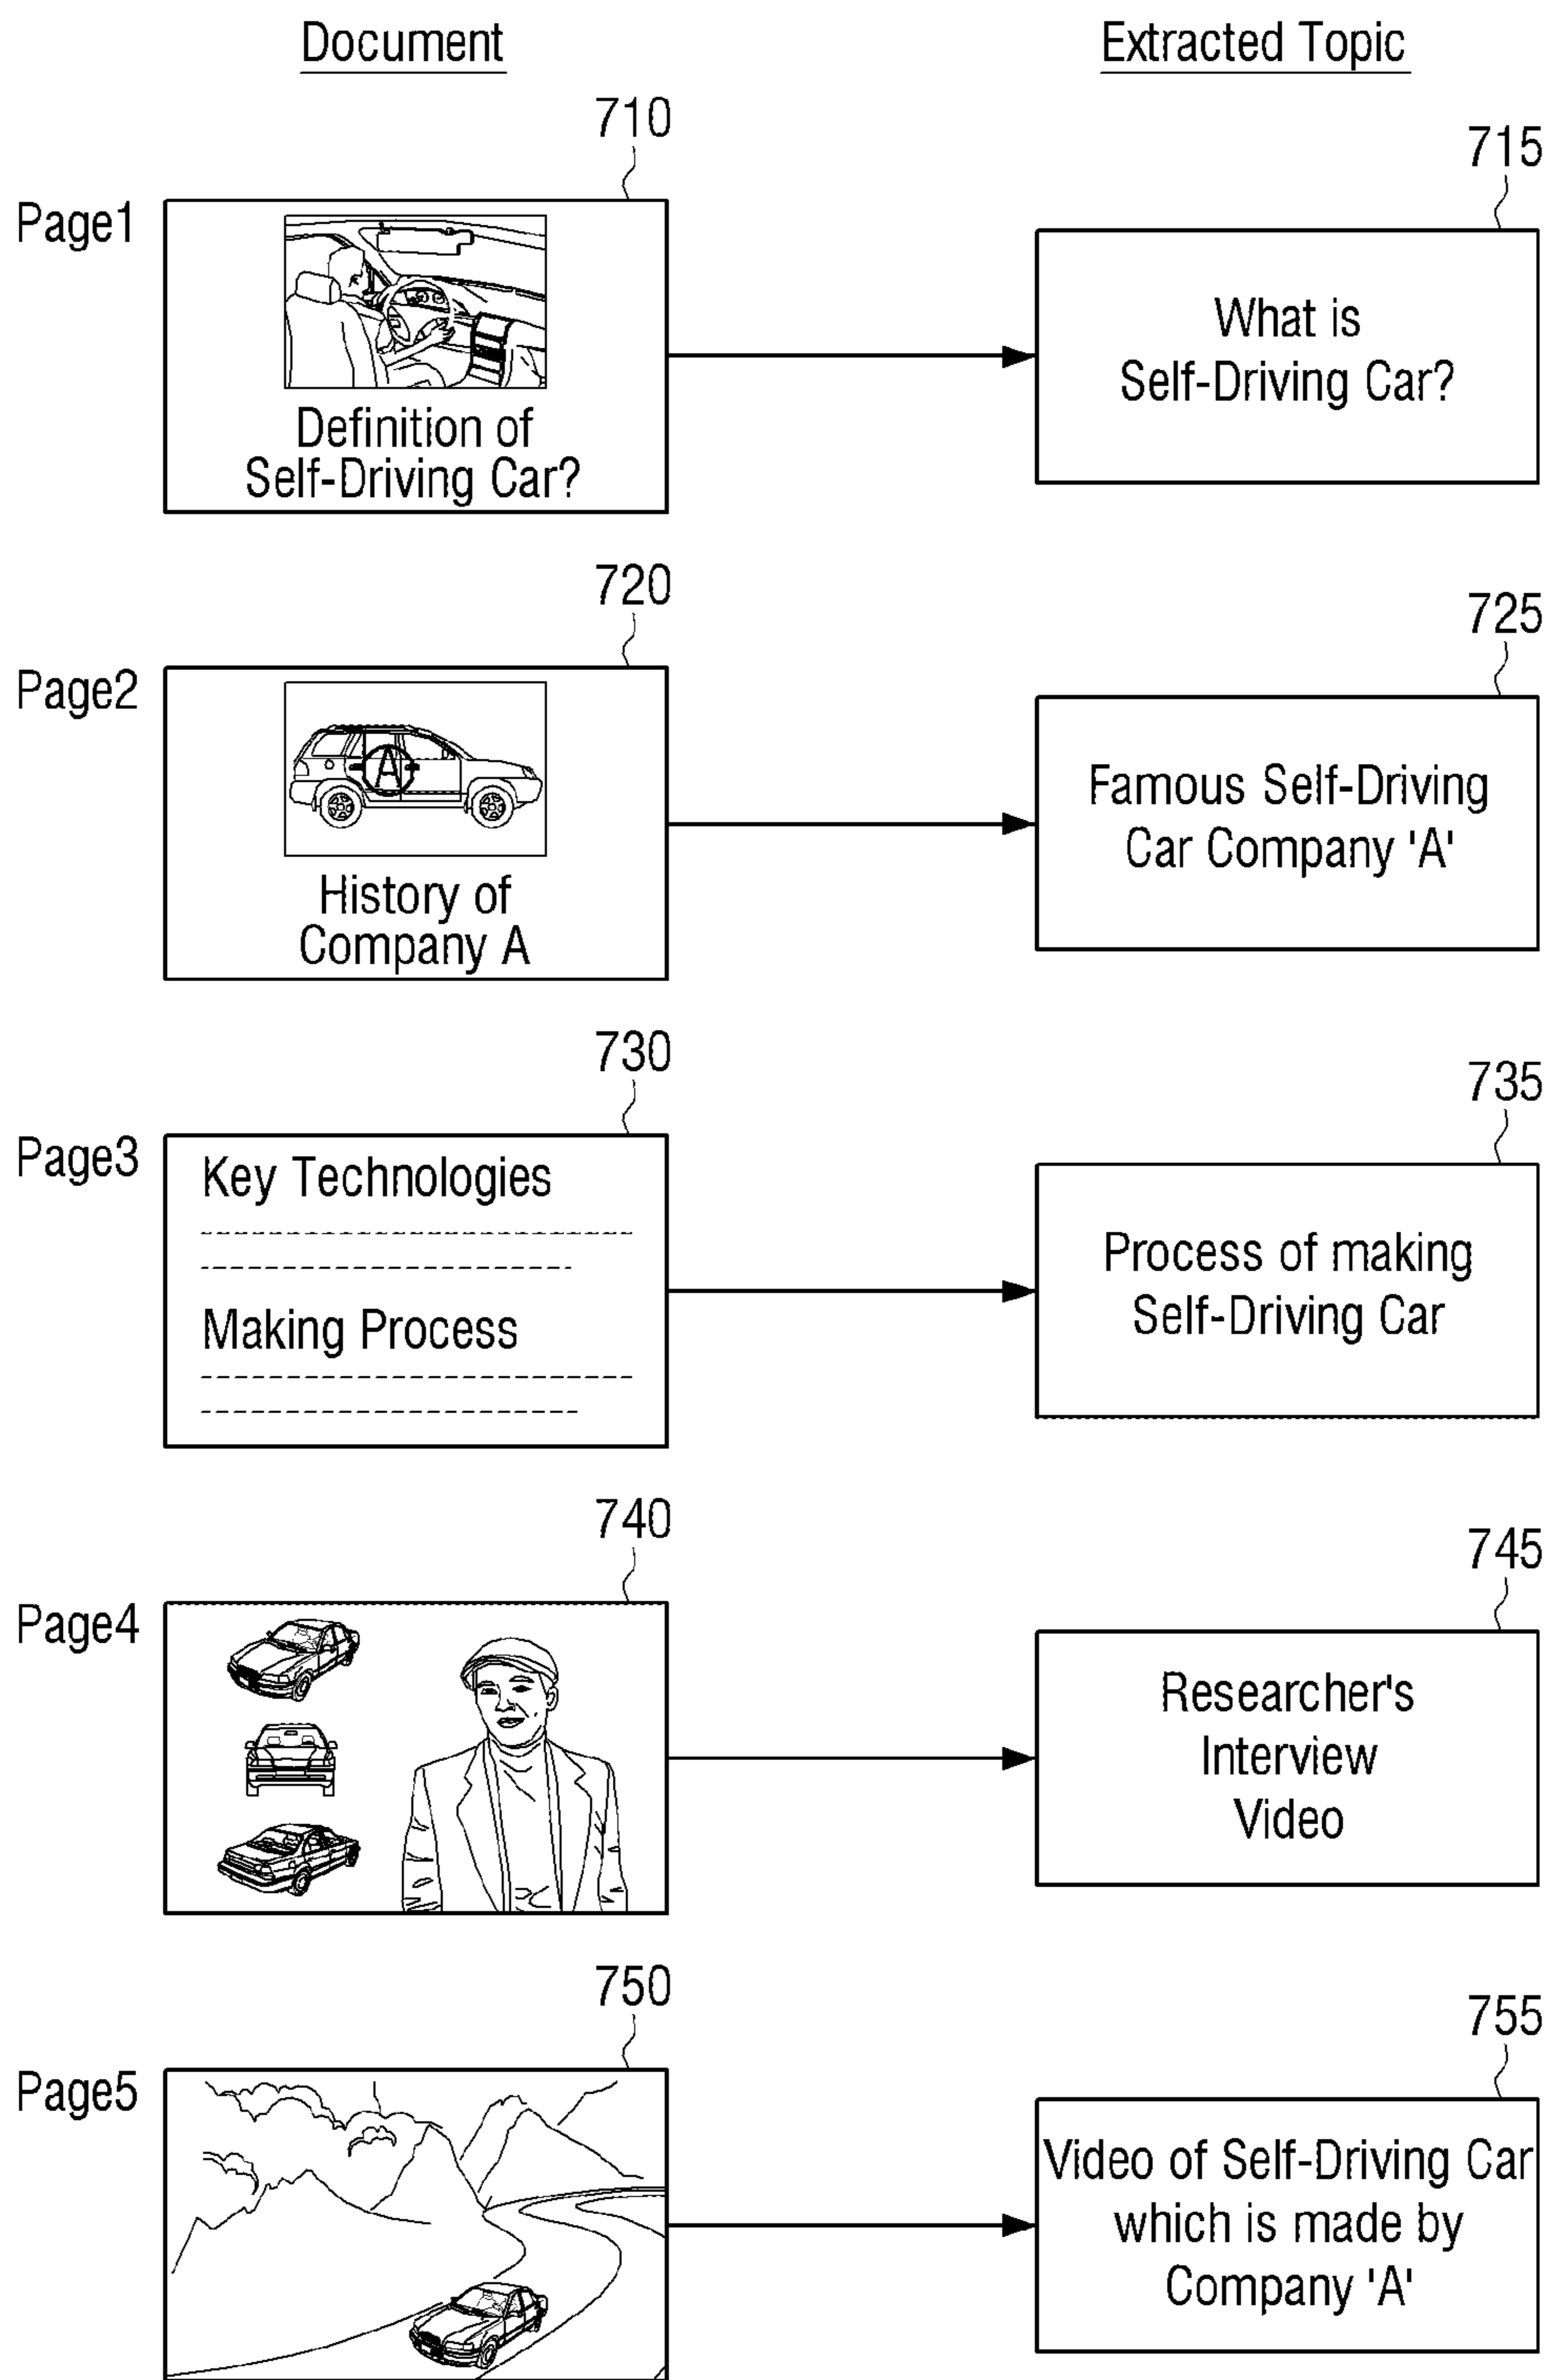 Document
Extracted Topic
710
715
Page1
What is
Self-Driving Car?
Definition of
Self-Driving Car?
720
725
Page2
A
Famous Self-Driving
Car Company 'A'
History of
Company A
730
735
Page3
Key Technologies
Making Process
Process of making
Self-Driving Car
740
745
Page4
Researcher's
Interview
Video
750
755
Page5
Video of Self-Driving Car
which is made by
Company 'A'